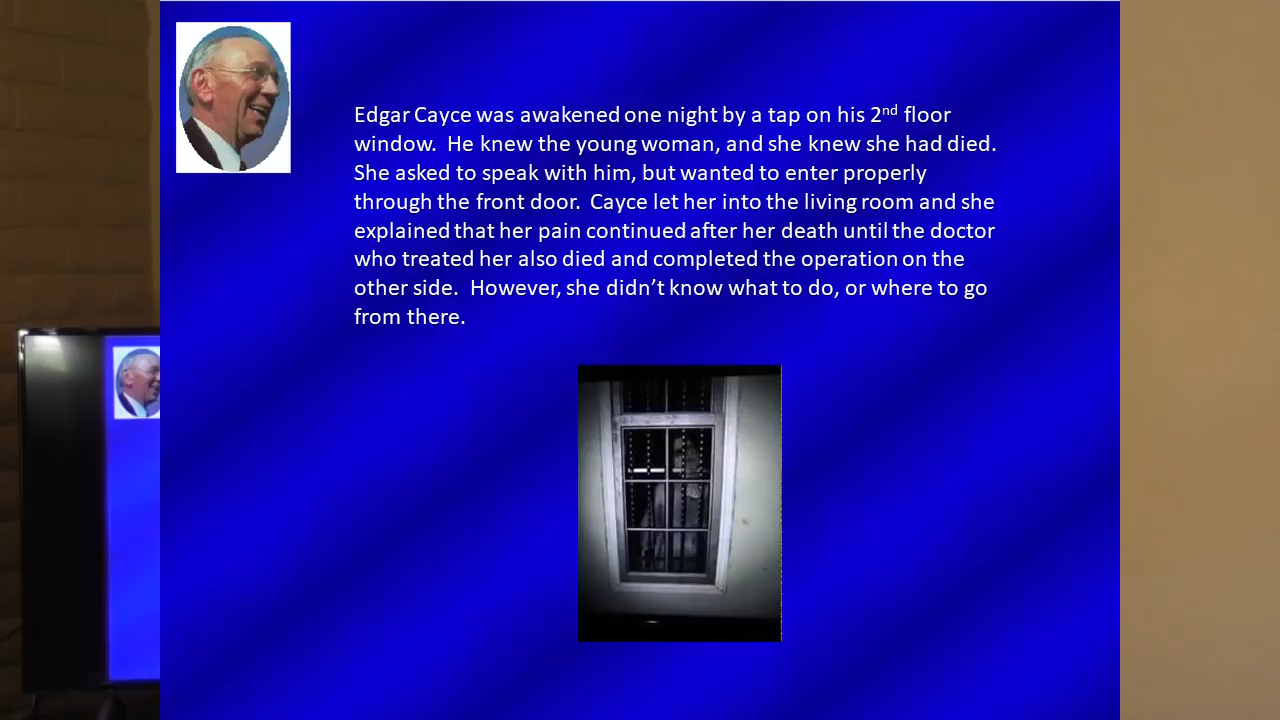 Edgar Cayce was awakened one night by a tap on his 2nd floor
window.  He knew the young woman, and she knew she had died.
She asked to speak with him, but wanted to enter properly
through the front door.  Cayce let her into the living room and she
explained that her pain continued after her death until the doctor
who treated her also died and completed the operation on the
other side.  However, she didn’t know what to do, or where to go
from there.